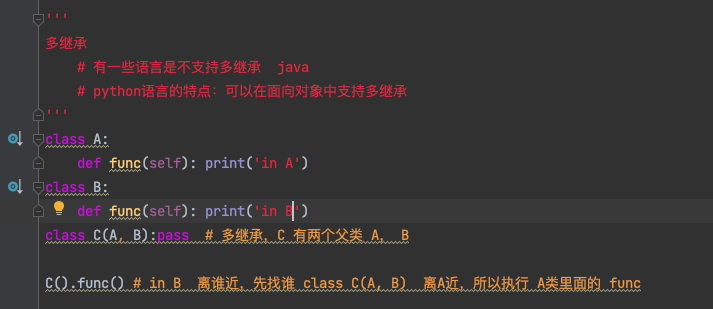 '''
多继承
    # 有一些语言是不支持多继承  java
    # python语言的特点：可以在面向对象中支持多继承
'''
class A:
    def func(self): print('in A')
class B:
    def func(self): print('in B')
class C(A, B):pass  # 多继承，C 有两个父类 A， B
C().func() # in B  离谁近，先找谁 class C(A, B)  离A近，所以执行 A类里面的 func